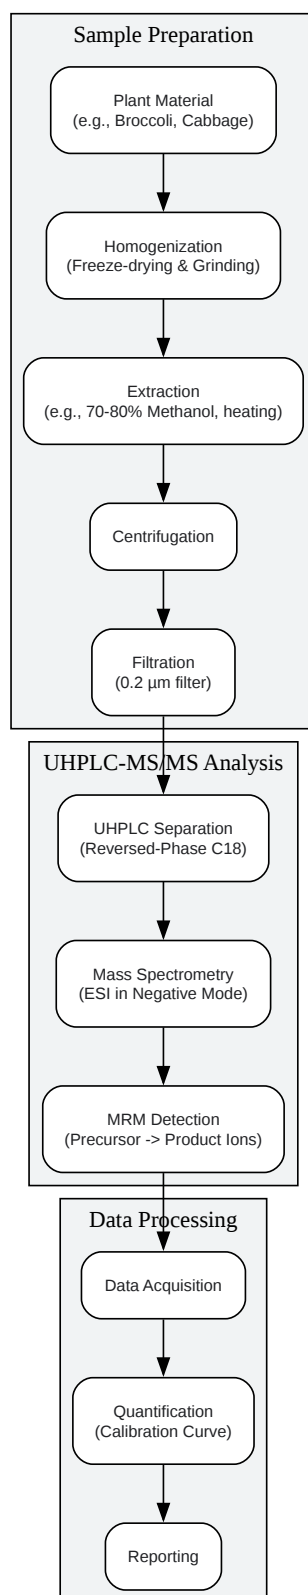 Sample Preparation
Plant Material
(e.g., Broccoli, Cabbage)
Homogenization
(Freeze-drying & Grinding)
Extraction
(e.g., 70-80% Methanol, heating)
Centrifugation
Filtration
(0.2 µm filter)
UHPLC-MS/MS Analysis
UHPLC Separation
(Reversed-Phase C18)
Mass Spectrometry
(ESI in Negative Mode)
MRM Detection
(Precursor -> Product Ions)
Data Processing
Data Acquisition
Quantification
(Calibration Curve)
Reporting